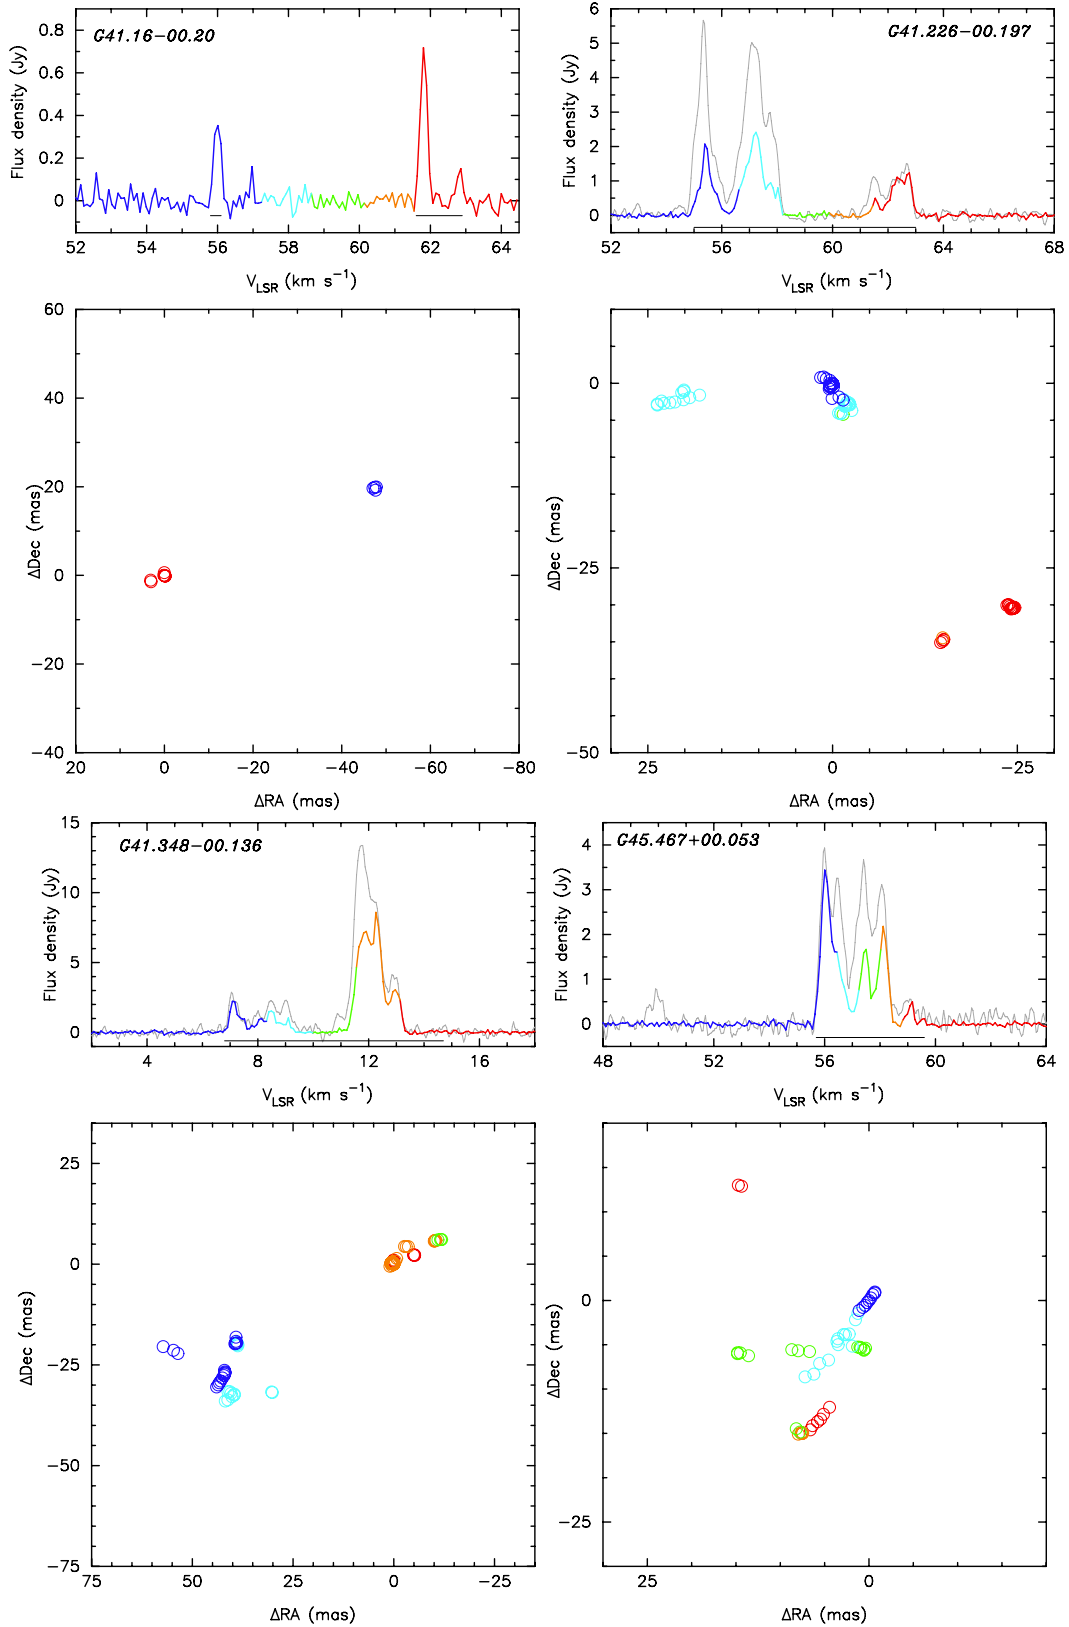 G41.16−00.20
Flux density (Jy)
0.8
0.6
0.4
0.2
0
52 54 56 58 60 62 64
V_LSR (km s⁻¹)
G41.226−00.197
Flux density (Jy)
6
5
4
3
2
1
0
52 56 60 64 68
V_LSR (km s⁻¹)
ΔDec (mas)
60
40
20
0
−20
−40
20 0 −20 −40 −60 −80
ΔRA (mas)
ΔDec (mas)
0
−25
−50
25 0 −25
ΔRA (mas)
G41.348−00.136
Flux density (Jy)
15
10
5
0
4 8 12 16
V_LSR (km s⁻¹)
G45.467+00.053
Flux density (Jy)
4
3
2
1
0
48 52 56 60 64
V_LSR (km s⁻¹)
ΔDec (mas)
25
0
−25
−50
−75
75 50 25 0 −25
ΔRA (mas)
ΔDec (mas)
0
−25
25 0
ΔRA (mas)